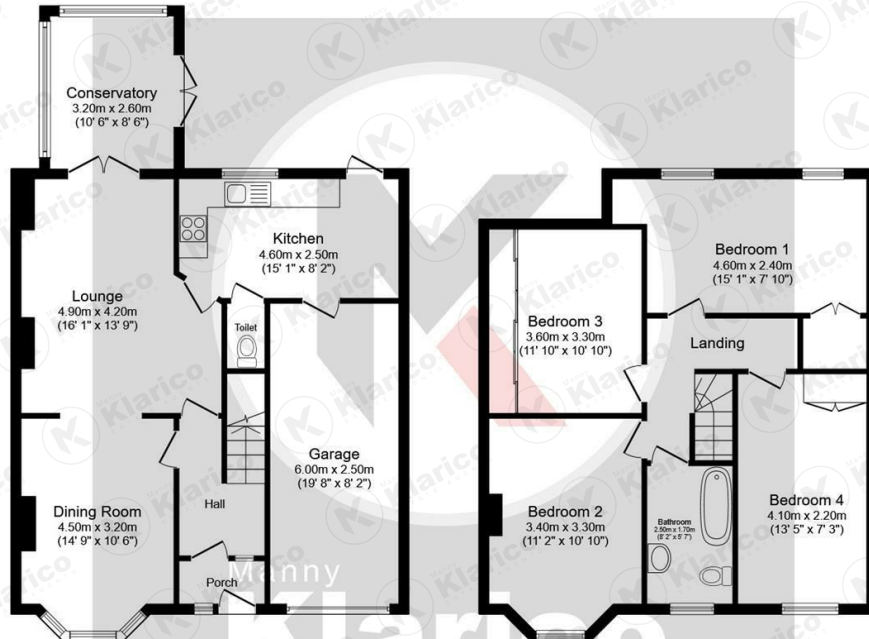 Conservatory
3.20m x 2.60m
(10' 6" x 8' 6")
Kitchen
4.60m x 2.50m
(15' 1" x 8' 2")
Lounge
4.90m x 4.20m
(16' 1" x 13' 9")
Toilet
Garage
6.00m x 2.50m
(19' 8" x 8' 2")
Hall
Dining Room
4.50m x 3.20m
(14' 9" x 10' 6")
Porch
Bedroom 1
4.60m x 2.40m
(15' 1" x 7' 10")
Bedroom 3
3.60m x 3.30m
(11' 10" x 10' 10")
Landing
Bedroom 2
3.40m x 3.30m
(11' 2" x 10' 10")
Bathroom
2.50m x 1.70m
(8' 2" x 5' 7")
Bedroom 4
4.10m x 2.20m
(13' 5" x 7' 3")
Manny
Klarico